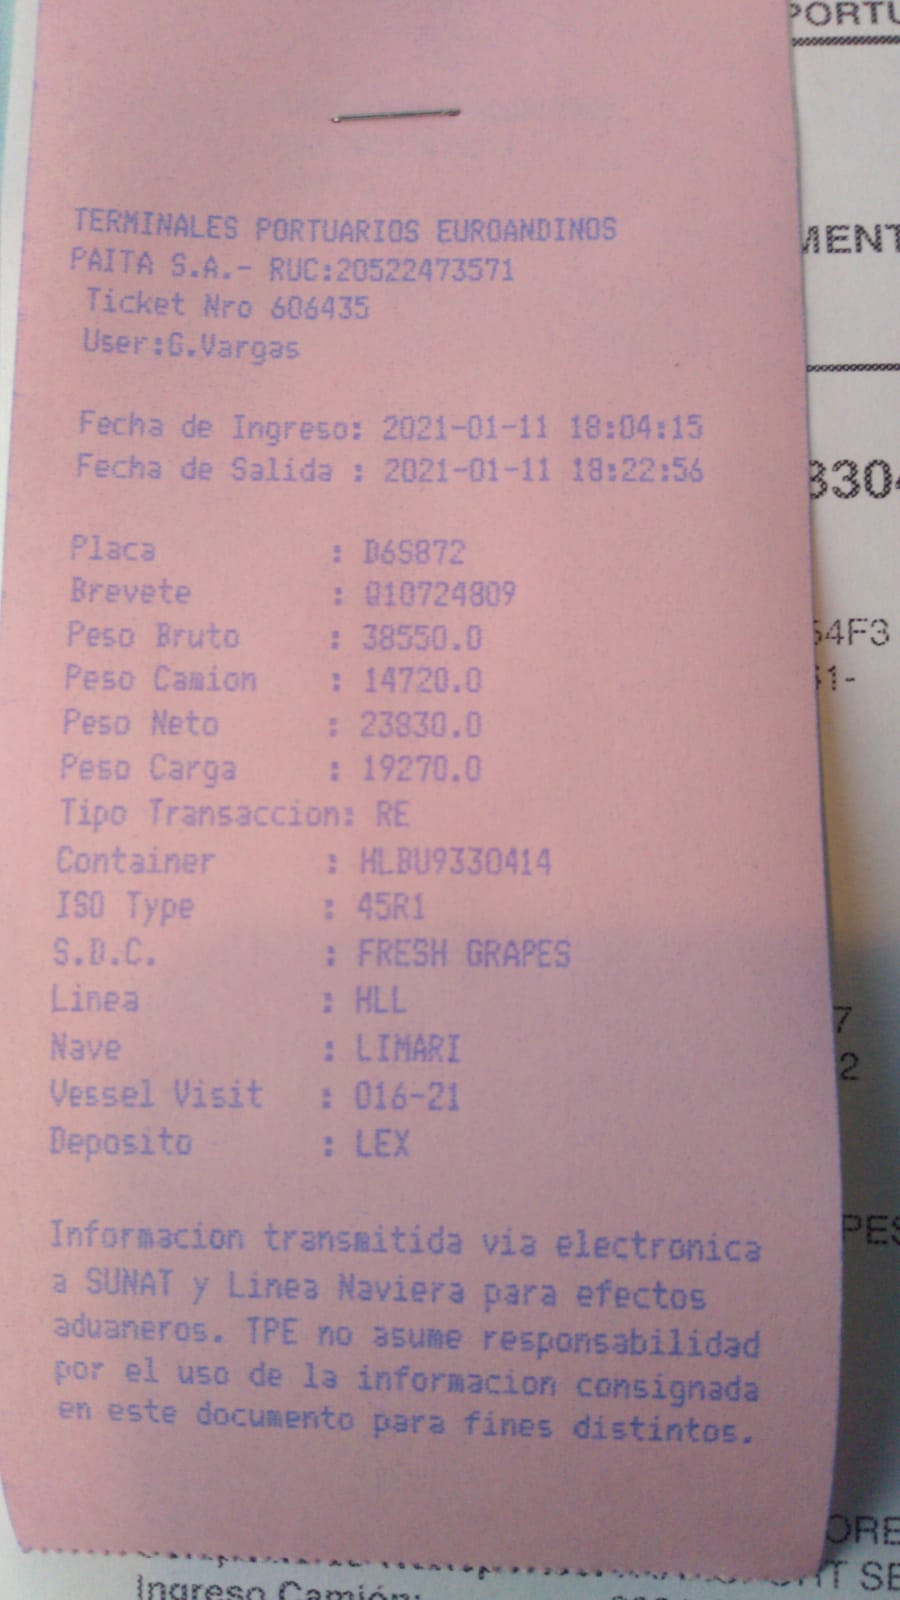 TERMINALES PORTUARIOS EUROANDINOS
PAITA S.A.- RUC:20522473571
Ticket Nro 606435
User:G.Vargas
Fecha de Ingreso: 2021-01-11 18:04:15
Fecha de Salida : 2021-01-11 18:22:56
Placa : D6S872
Brevete : Q10724809
Peso Bruto : 38550.0
Peso Camion : 14720.0
Peso Neto : 23830.0
Peso Carga : 19270.0
Tipo Transaccion: RE
Container : HLBU9330414
ISO Type : 45R1
S.D.C. : FRESH GRAPES
Linea : HLL
Nave : LIMARI
Vessel Visit : 016-21
Deposito : LEX
Informacion transmitida via electronica
a SUNAT y Linea Naviera para efectos
aduaneros. TPE no asume responsabilidad
por el uso de la informacion consignada
en este documento para fines distintos.
Ingreso Camión: